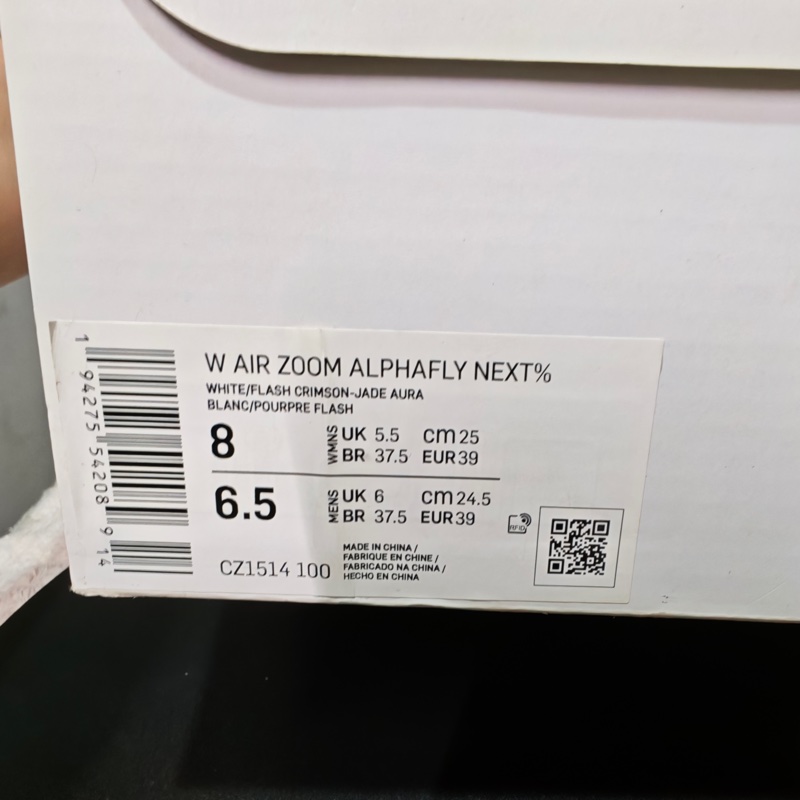 W AIR ZOOM ALPHAFLY NEXT%
WHITE/FLASH CRIMSON-JADE AURA
BLANC/POURPRE FLASH
8 WMNS UK 5.5 cm 25
BR 37.5 EUR 39
6.5 MENS UK 6 cm 24.5
BR 37.5 EUR 39
RFID
CZ1514 100
MADE IN CHINA /
FABRIQUE EN CHINE /
FABRICADO NA CHINA /
HECHO EN CHINA
1 94275 54208 9 14